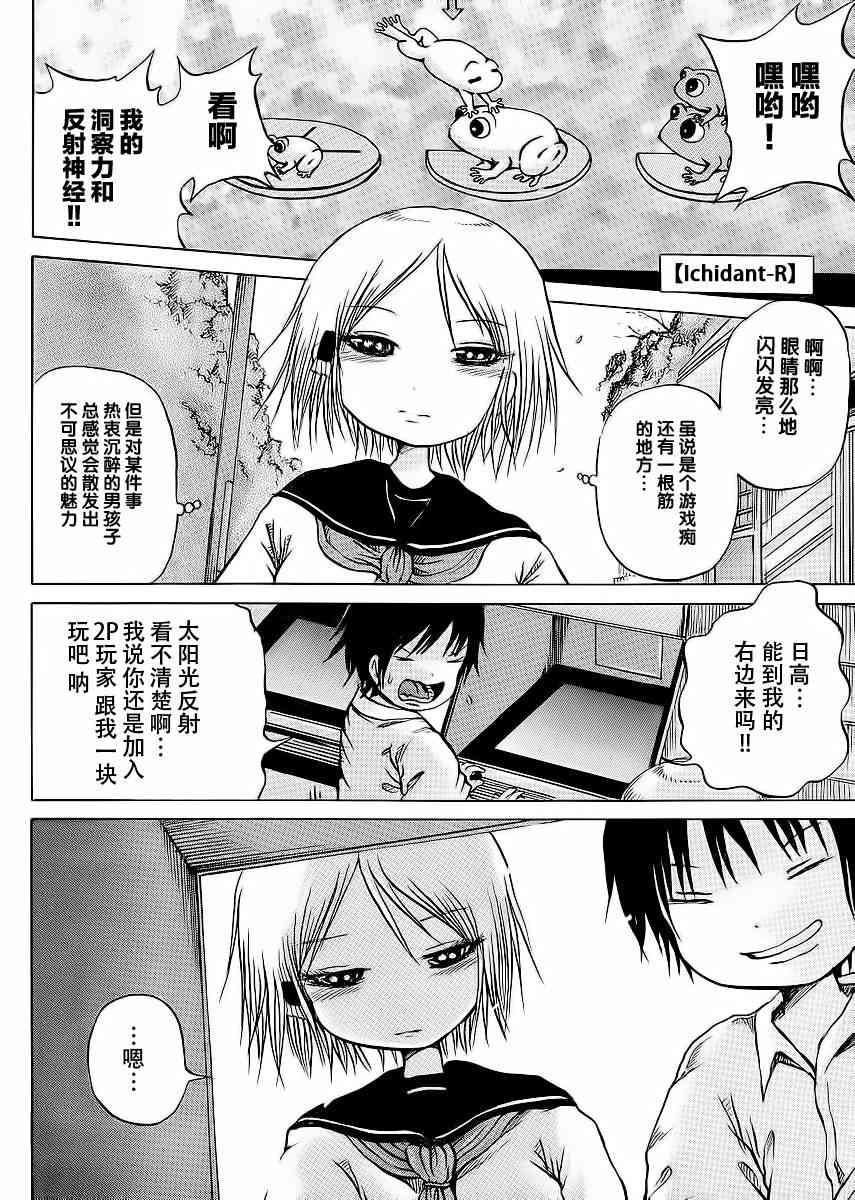 嘿哟
嘿哟！
看啊
我的
洞察力和
反射神经!!
【Ichidant-R】
啊啊…
眼睛那么地
闪闪发亮…
虽说是个游戏痴
还有一根筋
的地方…
但是对某件事
热衷沉醉的男孩子
总感觉会散发出
不可思议的魅力
日高…
能到我的
右边来吗!!
太阳光反射
看不清楚啊…
我说你还是加入
2P玩家 跟我一块
玩吧 呐
…嗯…